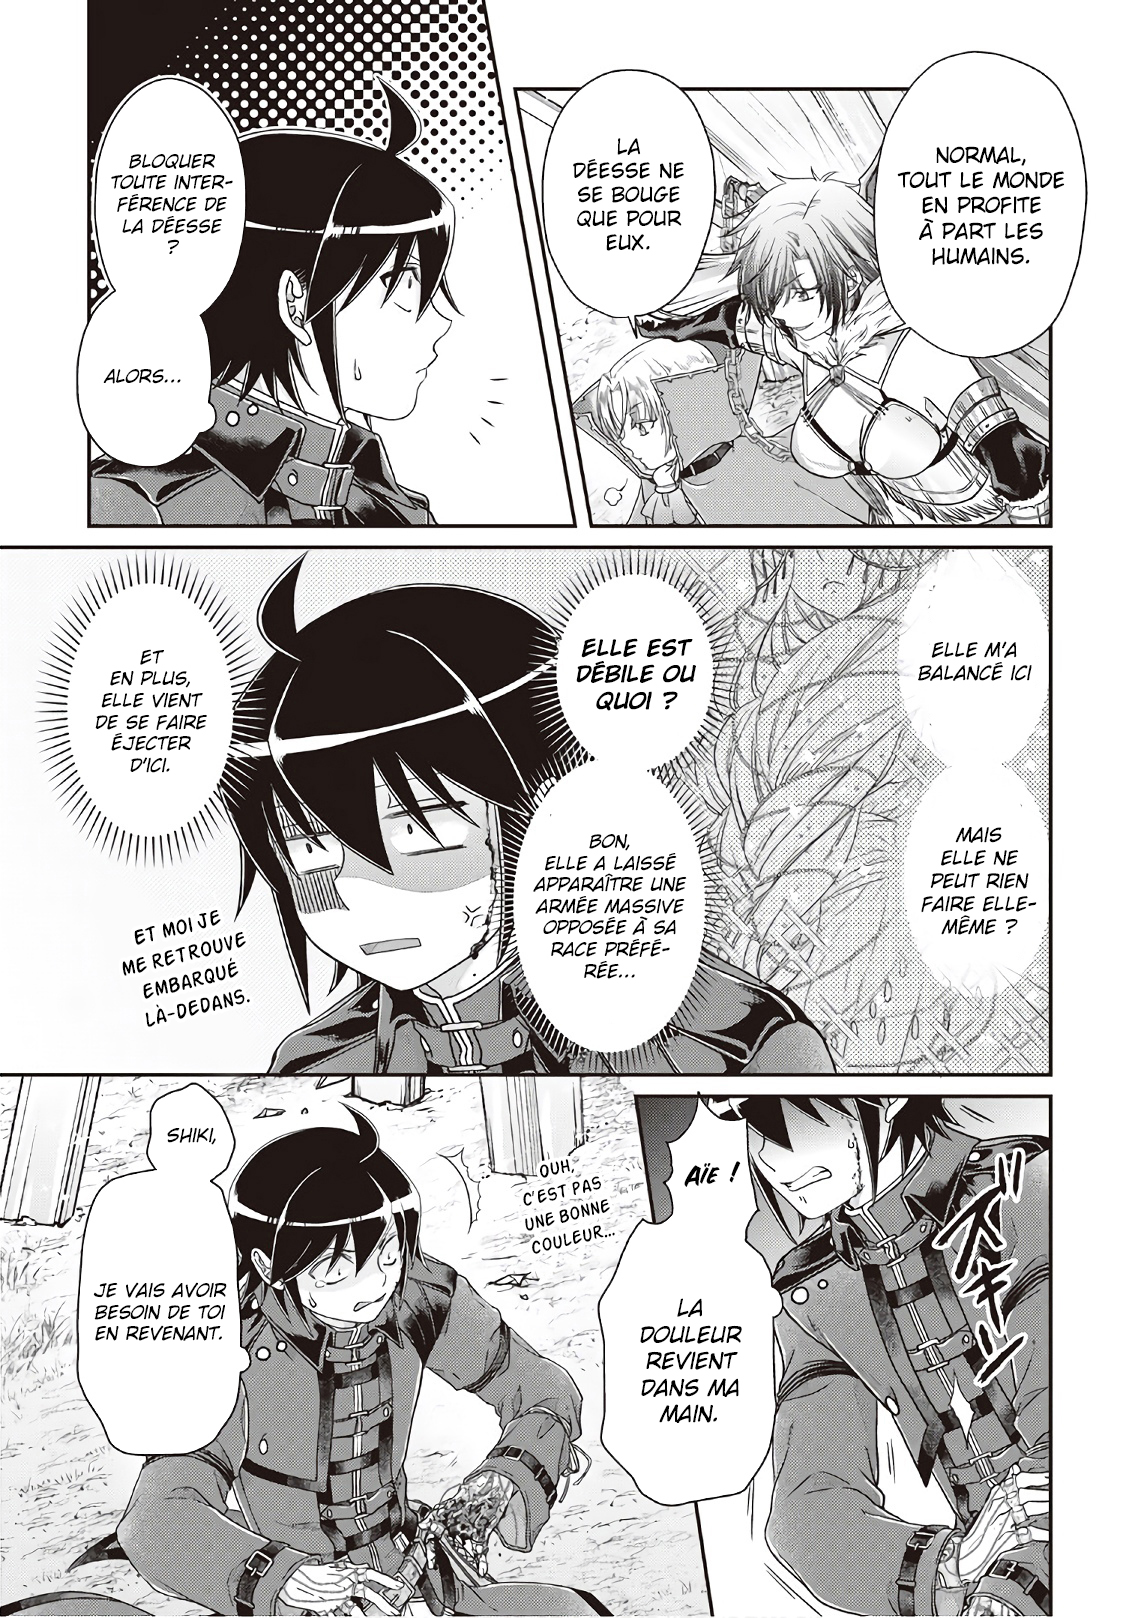 NORMAL,
TOUT LE MONDE
EN PROFITE
À PART LES
HUMAINS.
LA
DÉESSE NE
SE BOUGE
QUE POUR
EUX.
BLOQUER
TOUTE INTER-
FÉRENCE DE
LA DÉESSE
?
ALORS...
ELLE M'A
BALANCÉ ICI
MAIS
ELLE NE
PEUT RIEN
FAIRE ELLE-
MÊME ?
ELLE EST
DÉBILE OU
QUOI ?
BON,
ELLE A LAISSÉ
APPARAÎTRE UNE
ARMÉE MASSIVE
OPPOSÉE À SA
RACE PRÉFÉ-
RÉE...
ET
EN PLUS,
ELLE VIENT
DE SE FAIRE
ÉJECTER
D'ICI.
ET MOI JE
ME RETROUVE
EMBARQUÉ
LÀ-DEDANS.
ズキン
AÏE !
LA
DOULEUR
REVIENT
DANS MA
MAIN.
OUH,
C'EST PAS
UNE BONNE
COULEUR...
SHIKI,
JE VAIS AVOIR
BESOIN DE TOI
EN REVENANT.